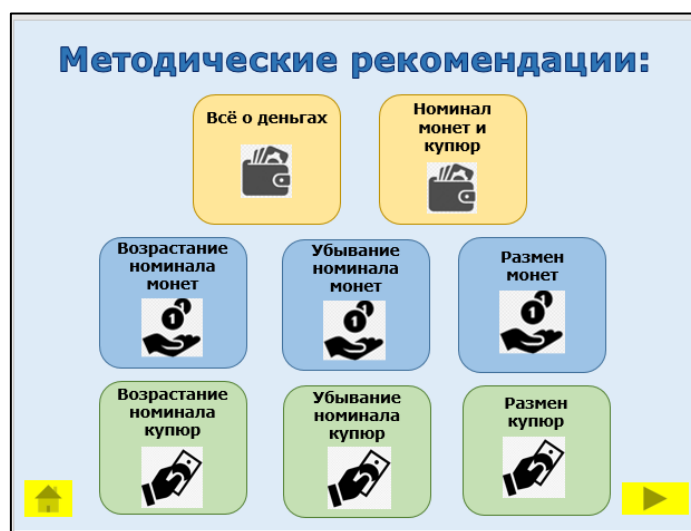 Методические рекомендации:
Всё о деньгах
Номинал
монет и
купюр
Возрастание
номинала
монет
Убывание
номинала
монет
Размен
монет
Возрастание
номинала
купюр
Убывание
номинала
купюр
Размен
купюр